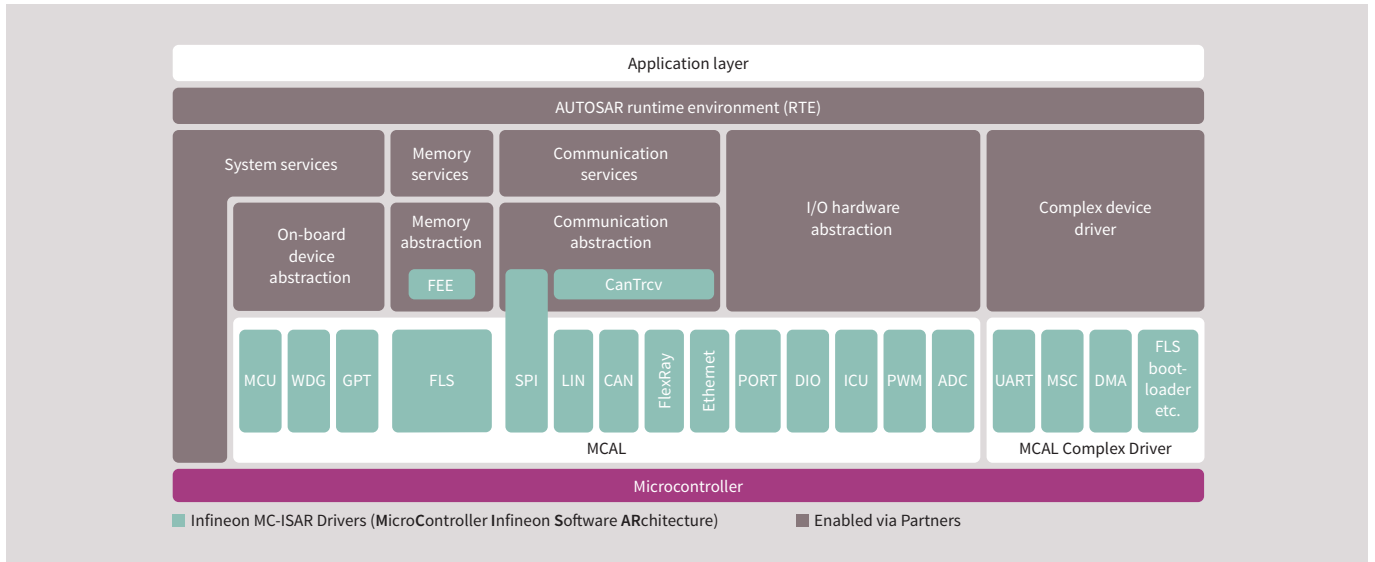 Application layer
AUTOSAR runtime environment (RTE)
System services
Memory
services
Communication
services
I/O hardware
abstraction
Complex device
driver
On-board
device
abstraction
Memory
abstraction
FEE
Communication
abstraction
CanTrcv
MCU
WDG
GPT
FLS
SPI
LIN
CAN
FlexRay
Ethernet
PORT
DIO
ICU
PWM
ADC
UART
MSC
DMA
FLS
boot-
loader
etc.
MCAL
MCAL Complex Driver
Microcontroller
Infineon MC-ISAR Drivers (MicroController Infineon Software ARchitecture)
Enabled via Partners